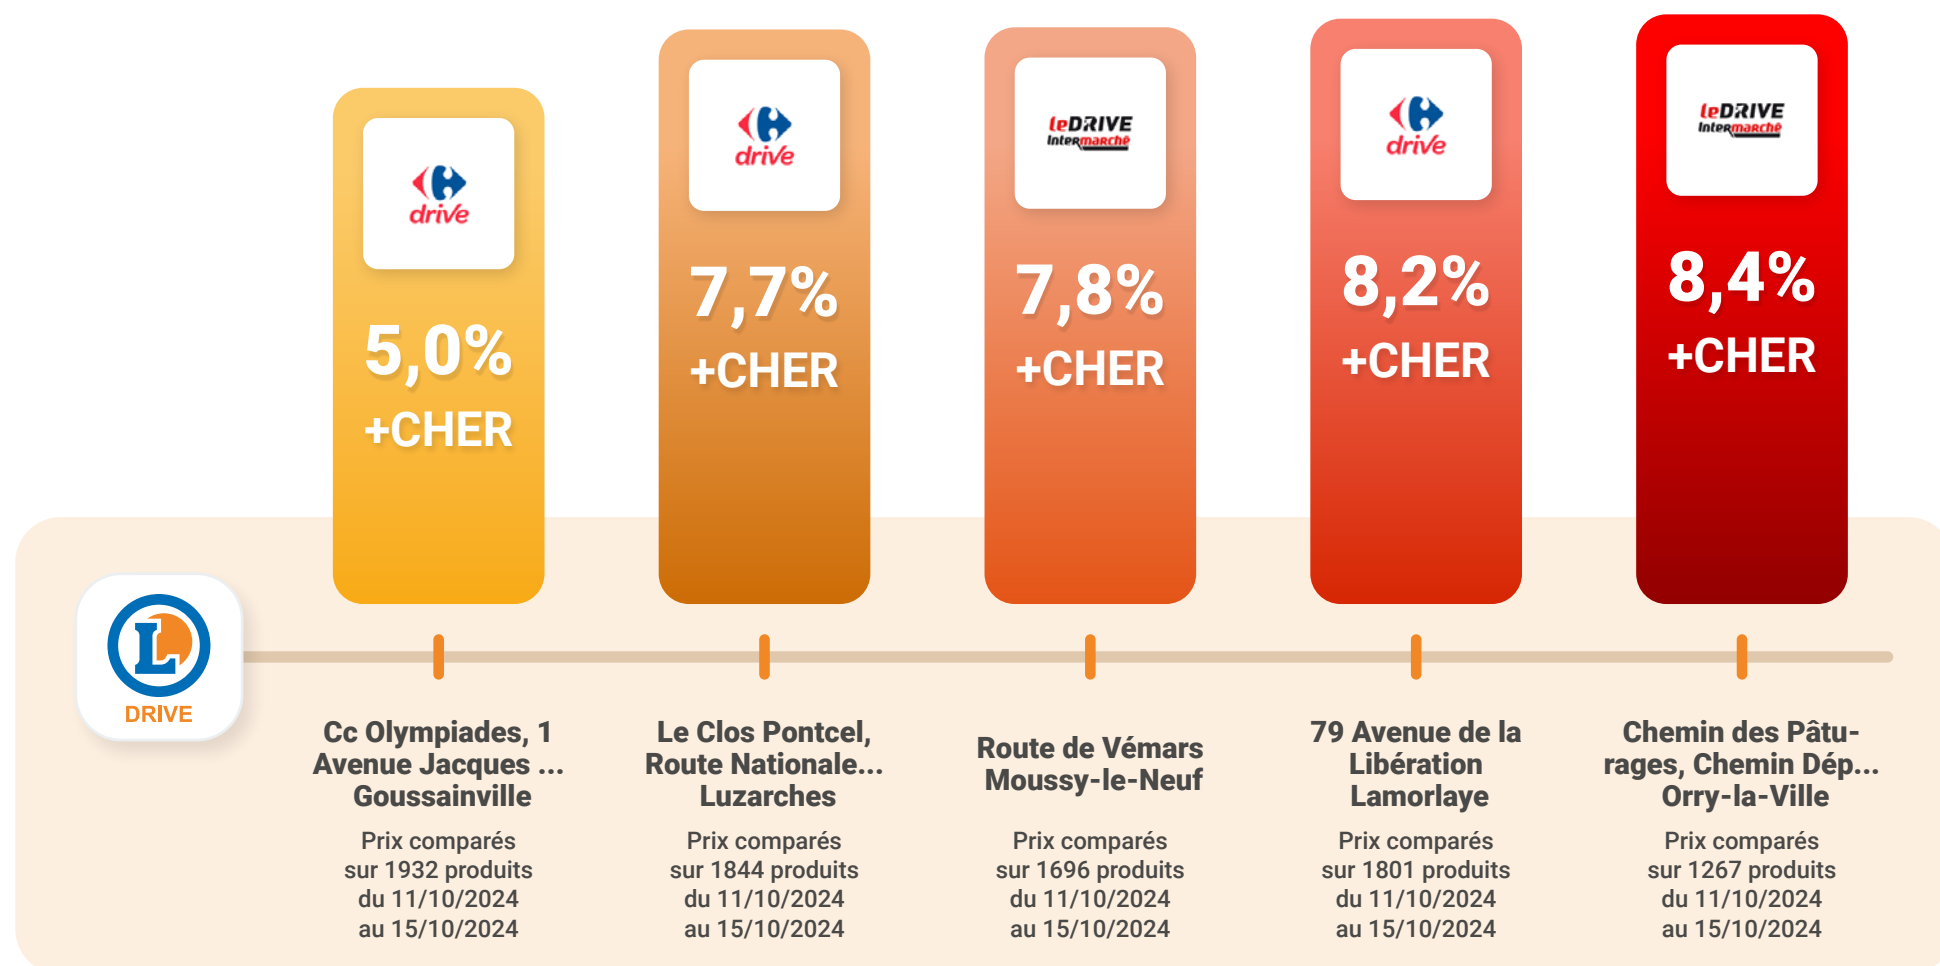 drive
5,0%
+CHER
drive
7,7%
+CHER
leDRIVE
Intermarché
7,8%
+CHER
drive
8,2%
+CHER
leDRIVE
Intermarché
8,4%
+CHER
L
DRIVE
Cc Olympiades, 1
Avenue Jacques ...
Goussainville
Prix comparés
sur 1932 produits
du 11/10/2024
au 15/10/2024
Le Clos Pontcel,
Route Nationale...
Luzarches
Prix comparés
sur 1844 produits
du 11/10/2024
au 15/10/2024
Route de Vémars
Moussy-le-Neuf
Prix comparés
sur 1696 produits
du 11/10/2024
au 15/10/2024
79 Avenue de la
Libération
Lamorlaye
Prix comparés
sur 1801 produits
du 11/10/2024
au 15/10/2024
Chemin des Pâtu-
rages, Chemin Dép...
Orry-la-Ville
Prix comparés
sur 1267 produits
du 11/10/2024
au 15/10/2024